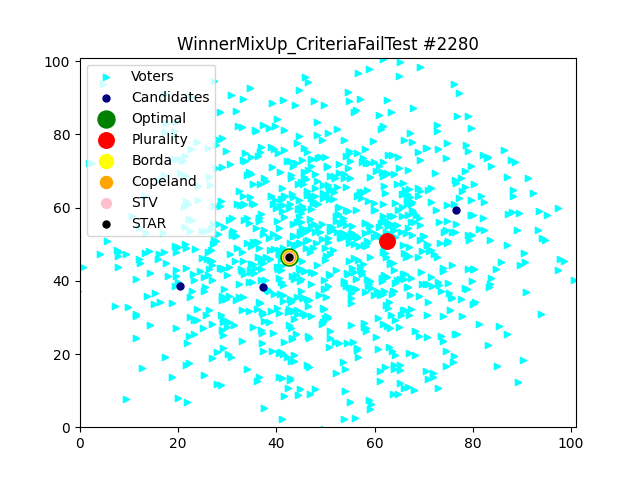 WinnerMixUp_CriteriaFailTest #2280
100
80
60
40
20
0
Voters
Candidates
Optimal
Plurality
Borda
Copeland
STV
STAR
0 20 40 60 80 100